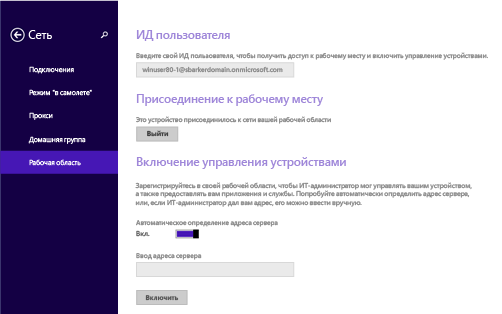 Сеть
Подключения
Режим "в самолете"
Прокси
Домашняя группа
Рабочая область
ИД пользователя
Введите свой ИД пользователя, чтобы получить доступ к рабочему месту и включить управление устройствами.
winuser80-1@sbarkerdomain.onmicrosoft.com
Присоединение к рабочему месту
Это устройство присоединилось к сети вашей рабочей области
Выйти
Включение управления устройствами
Зарегистрируйтесь в своей рабочей области, чтобы ИТ-администратор мог управлять вашим устройством,
а также предоставлять вам приложения и службы. Попробуйте автоматически определить адрес сервера,
или, если ИТ-администратор дал вам адрес, его можно ввести вручную.
Автоматическое определение адреса сервера
Вкл.
Ввод адреса сервера
Включить